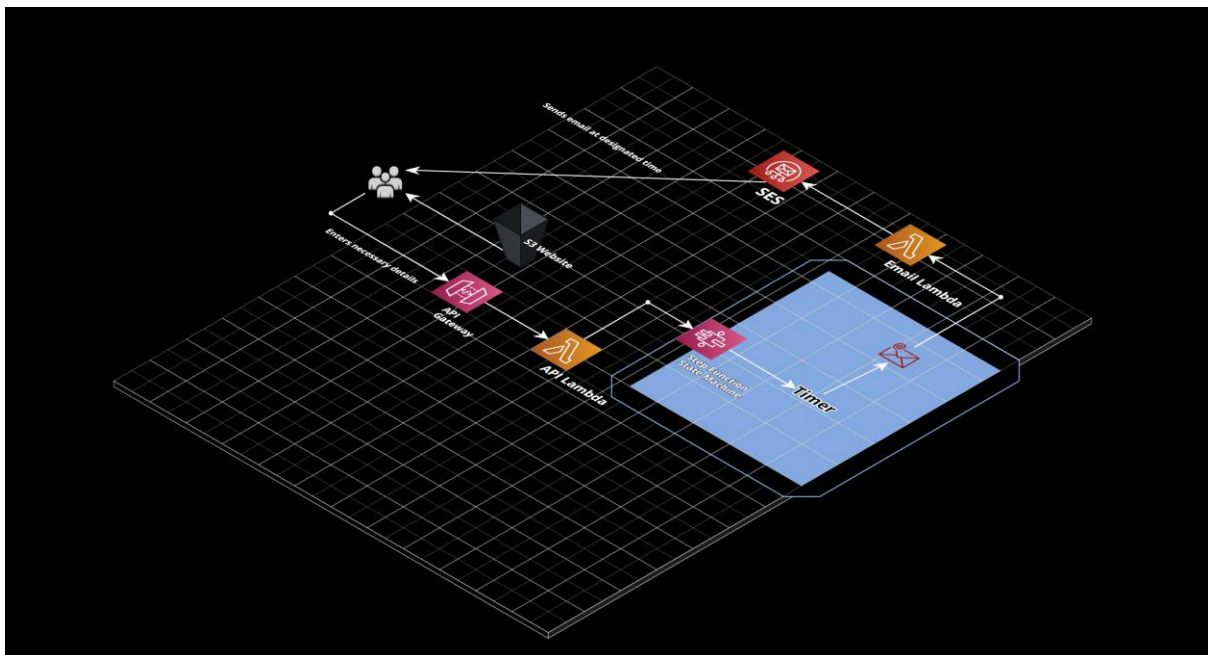 Sends email at designated time
SES
S3 Website
Enters necessary details
Email Lambda
API
Gateway
API Lambda
Step Function
State Machine
Timer